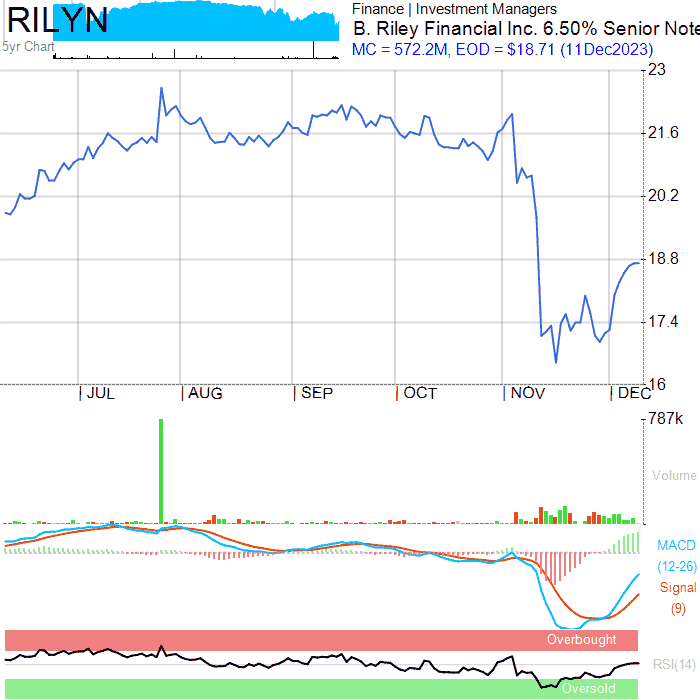 RILYN
5yr Chart
Finance | Investment Managers
B. Riley Financial Inc. 6.50% Senior Note
MC = 572.2M, EOD = $18.71 (11Dec2023)
23
21.6
20.2
18.8
17.4
16
JUL
AUG
SEP
OCT
NOV
DEC
787k
Volume
MACD
(12-26)
Signal
(9)
Overbought
RSI(14)
Oversold